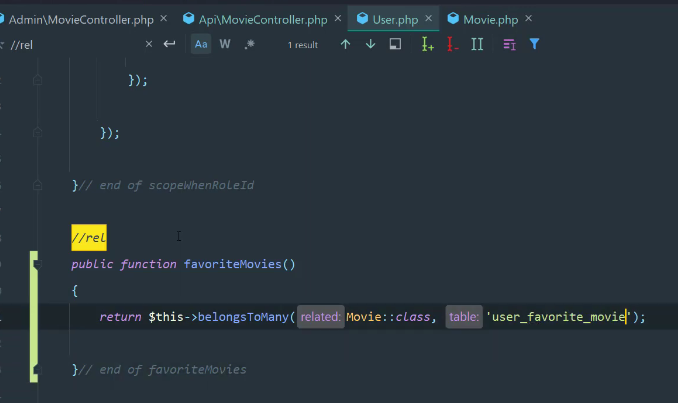 Admin\MovieController.php × Api\MovieController.php × User.php × Movie.php ×
//rel × Aa W .* 1 result
});
});
}// end of scopeWhenRoleId
//rel
public function favoriteMovies()
{
return $this->belongsToMany( related: Movie::class, table: 'user_favorite_movie');
}// end of favoriteMovies